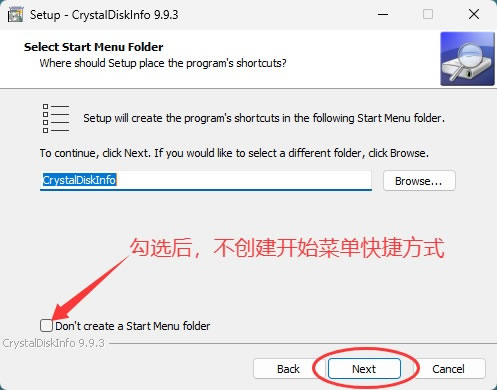 Setup - CrystalDiskInfo 9.9.3
Select Start Menu Folder
Where should Setup place the program's shortcuts?
Setup will create the program's shortcuts in the following Start Menu folder.
To continue, click Next. If you would like to select a different folder, click Browse.
CrystalDiskInfo
Browse...
勾选后，不创建开始菜单快捷方式
Don't create a Start Menu folder
CrystalDiskInfo 9.9.3
Back
Next
Cancel